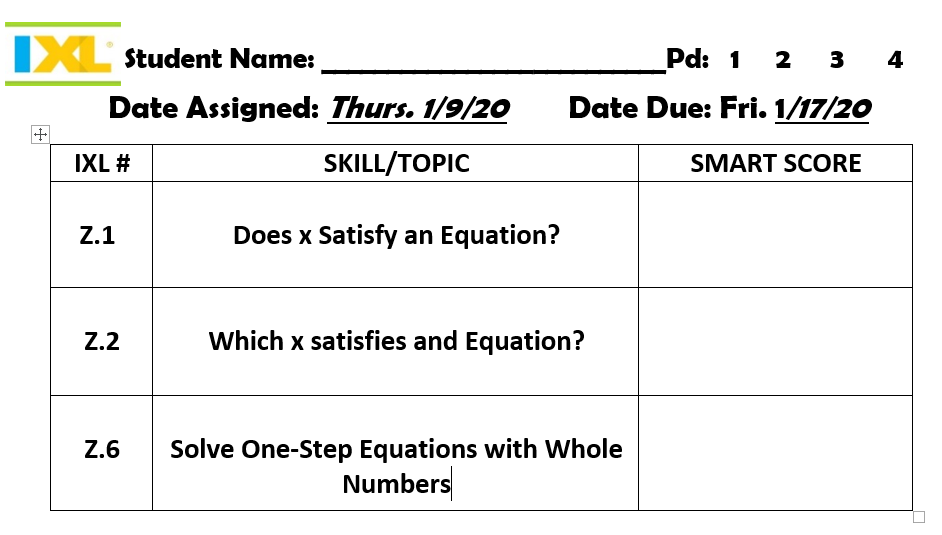 IXL®
Student Name: ____________________________Pd: 1 2 3 4
Date Assigned: Thurs. 1/9/20 Date Due: Fri. 1/17/20
IXL # SKILL/TOPIC SMART SCORE
Z.1 Does x Satisfy an Equation?
Z.2 Which x satisfies and Equation?
Z.6 Solve One-Step Equations with Whole
Numbers